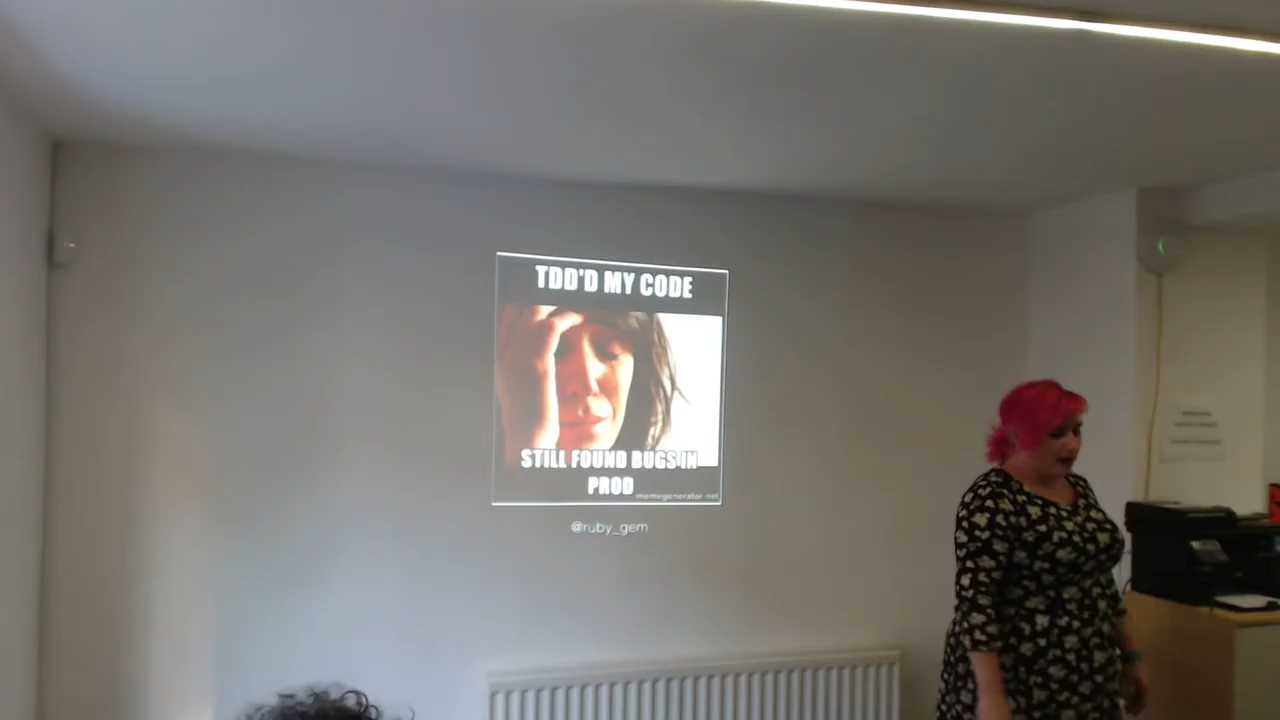 TDD'D MY CODE
STILL FOUND BUGS IN
PROD
memegenerator.net
@ruby_gem